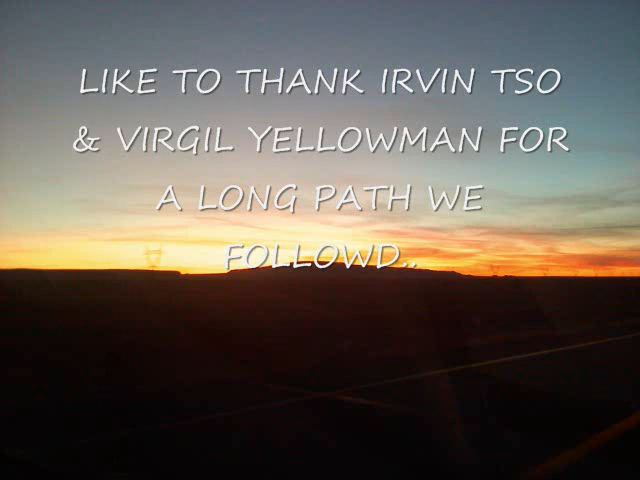 LIKE TO THANK IRVIN TSO
& VIRGIL YELLOWMAN FOR
A LONG PATH WE
FOLLOWD..